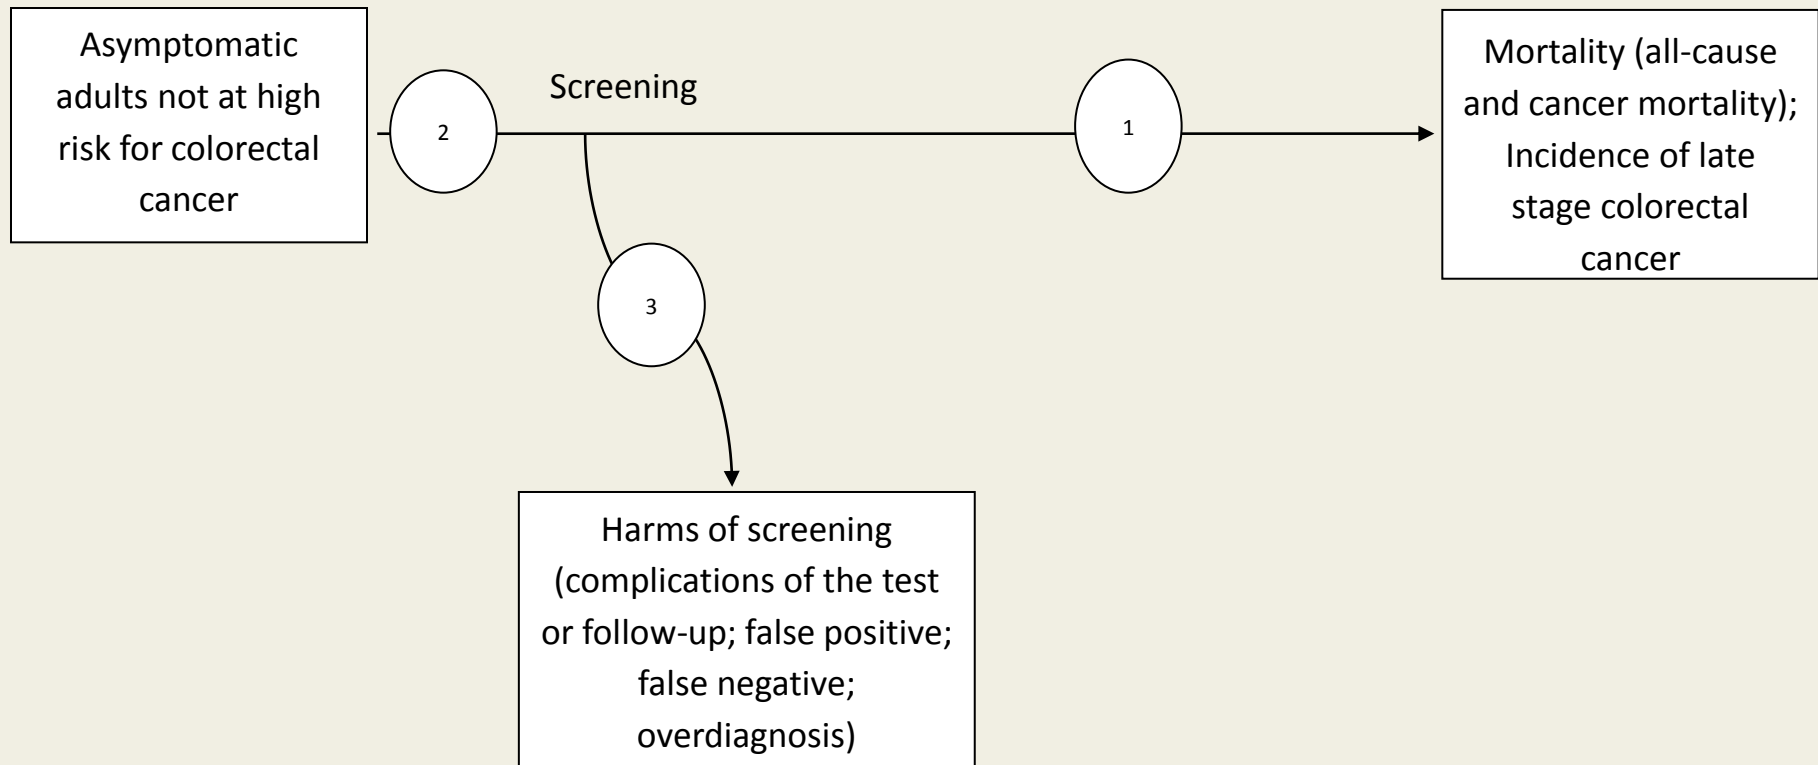 Asymptomatic
adults not at high
risk for colorectal
cancer
2
Screening
1
Mortality (all-cause
and cancer mortality);
Incidence of late
stage colorectal
cancer
3
Harms of screening
(complications of the test
or follow-up; false positive;
false negative;
overdiagnosis)